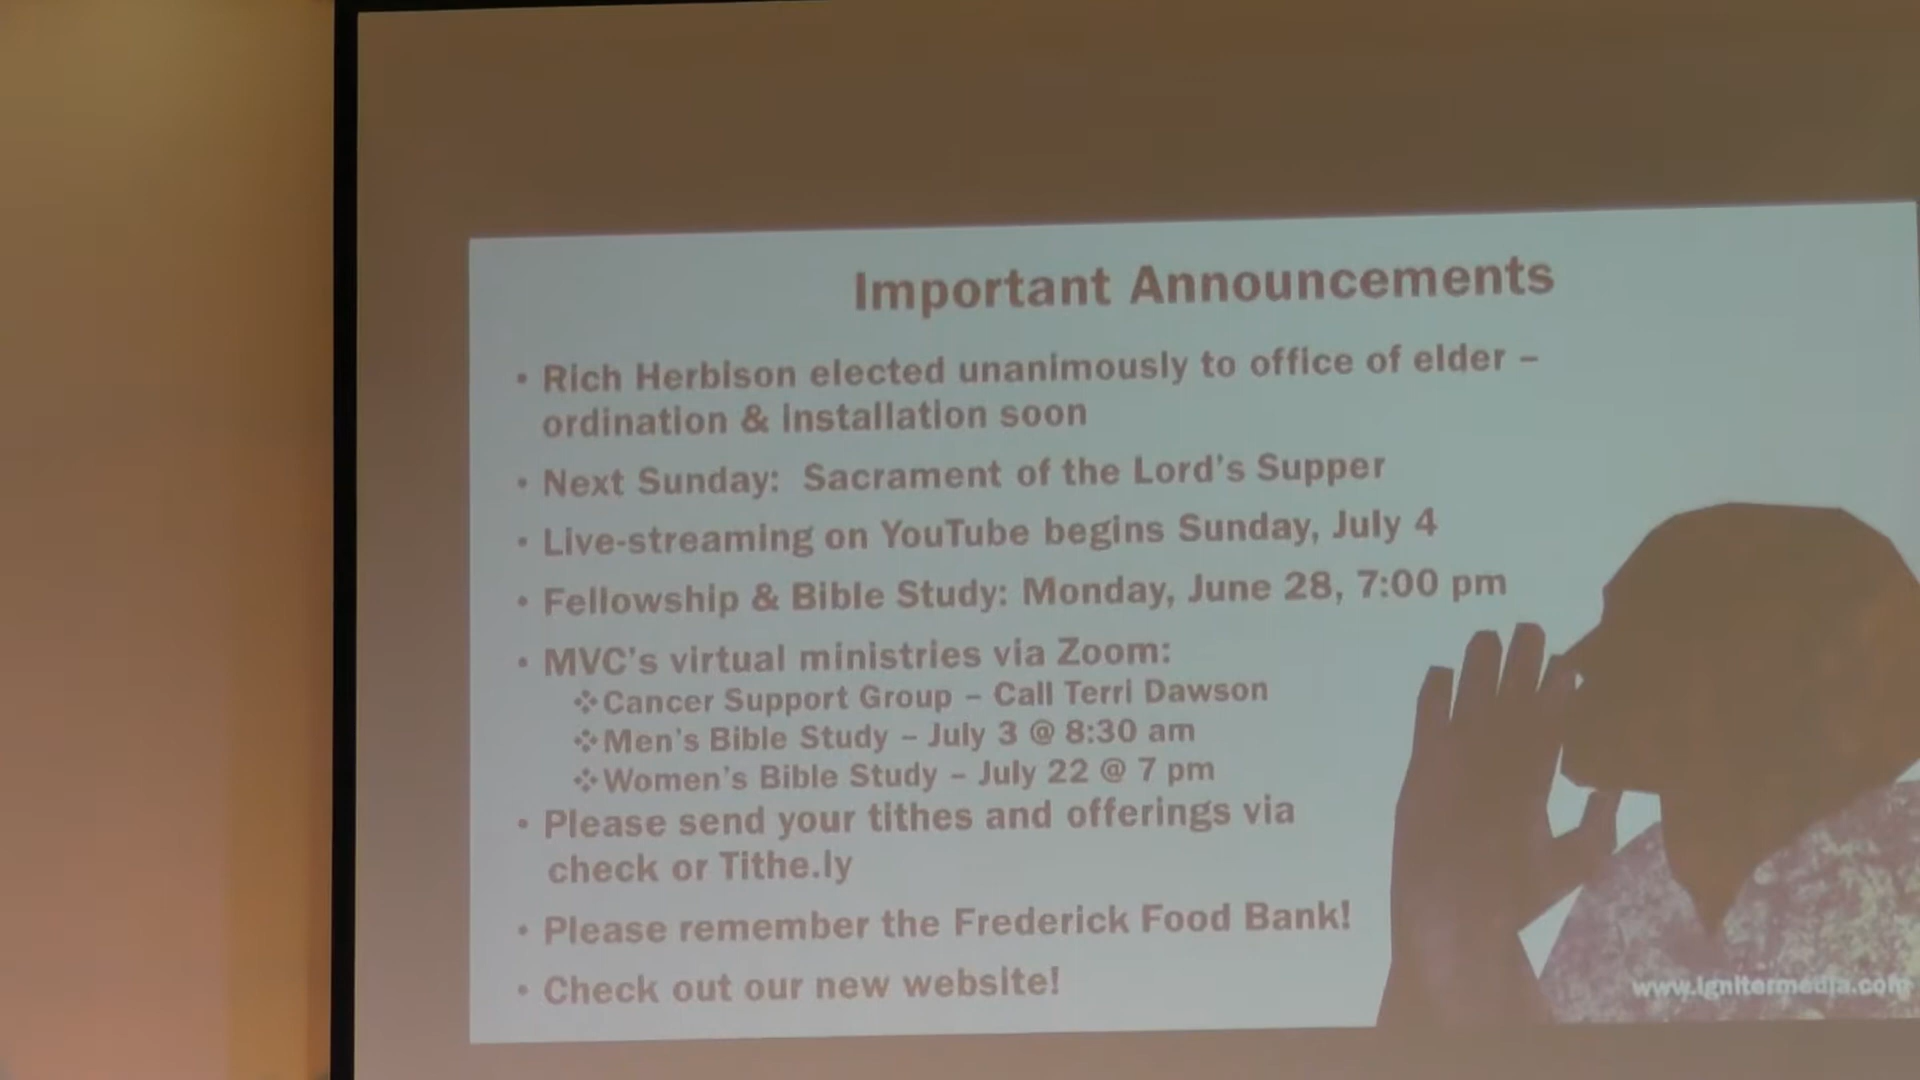 Important Announcements
• Rich Herbison elected unanimously to office of elder –
ordination & installation soon
• Next Sunday: Sacrament of the Lord's Supper
• Live-streaming on YouTube begins Sunday, July 4
• Fellowship & Bible Study: Monday, June 28, 7:00 pm
• MVC's virtual ministries via Zoom:
❖Cancer Support Group – Call Terri Dawson
❖Men's Bible Study – July 3 @ 8:30 am
❖Women's Bible Study – July 22 @ 7 pm
• Please send your tithes and offerings via
check or Tithe.ly
• Please remember the Frederick Food Bank!
• Check out our new website!
www.ignitermedia.com